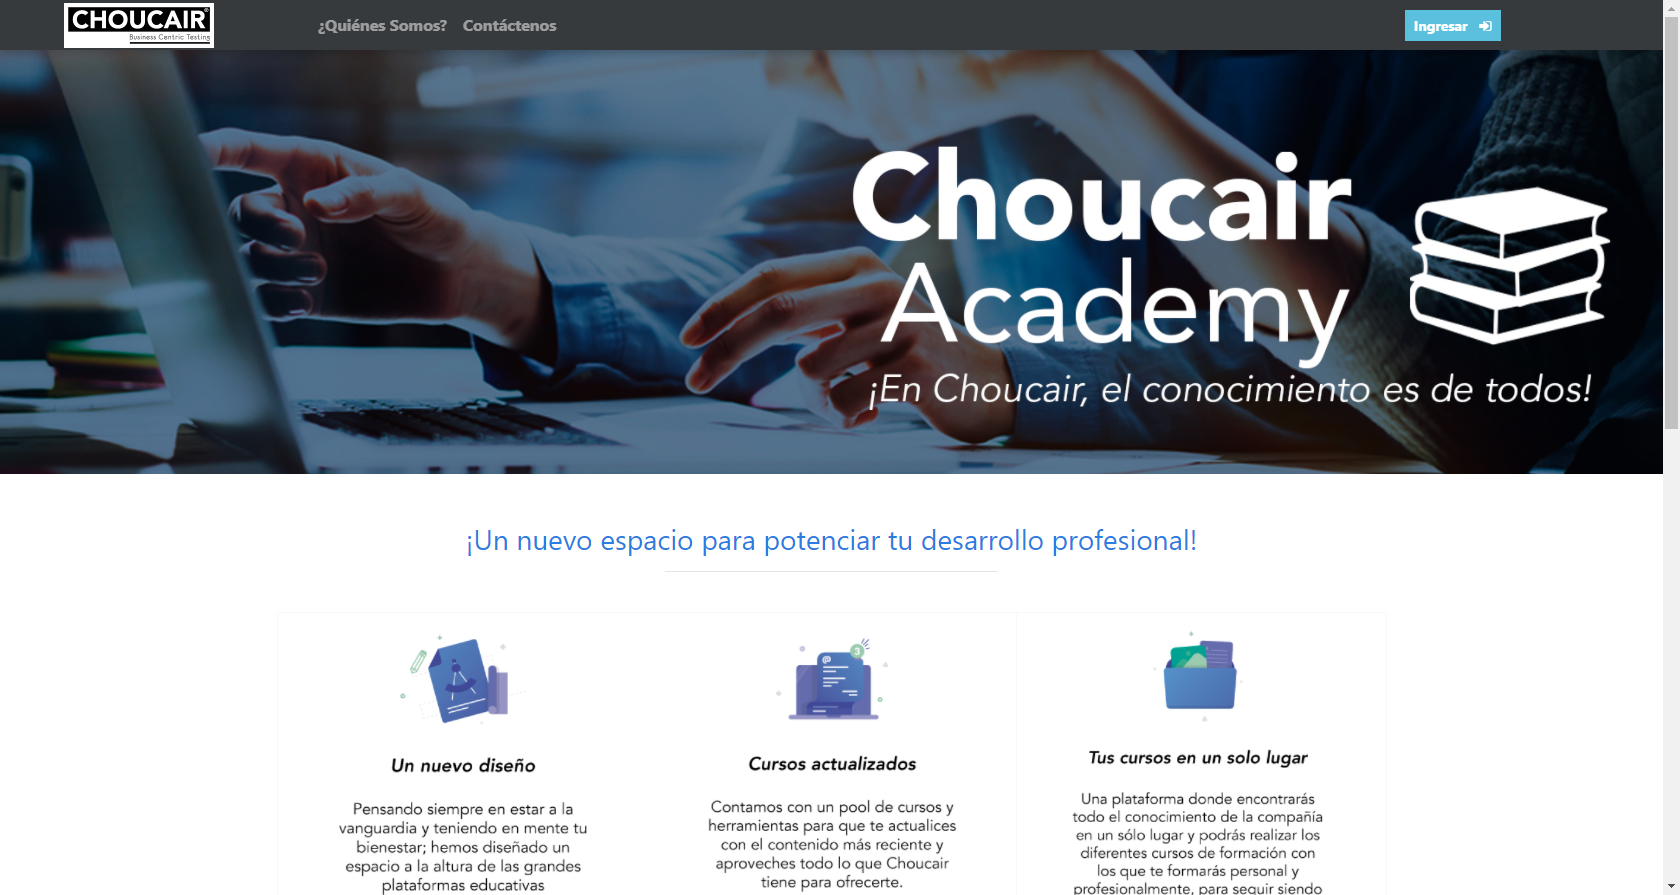 CHOUCAIR®
Business Centric Testing
¿Quiénes Somos? Contáctenos
Ingresar
Choucair
Academy
¡En Choucair, el conocimiento es de todos!
¡Un nuevo espacio para potenciar tu desarrollo profesional!
3
Un nuevo diseño
Pensando siempre en estar a la
vanguardia y teniendo en mente tu
bienestar; hemos diseñado un
espacio a la altura de las grandes
plataformas educativas
Cursos actualizados
Contamos con un pool de cursos y
herramientas para que te actualices
con el contenido más reciente y
aproveches todo lo que Choucair
tiene para ofrecerte.
Tus cursos en un solo lugar
Una plataforma donde encontrarás
todo el conocimiento de la compañía
en un sólo lugar y podrás realizar los
diferentes cursos de formación con
los que te formarás personal y
profesionalmente, para seguir siendo